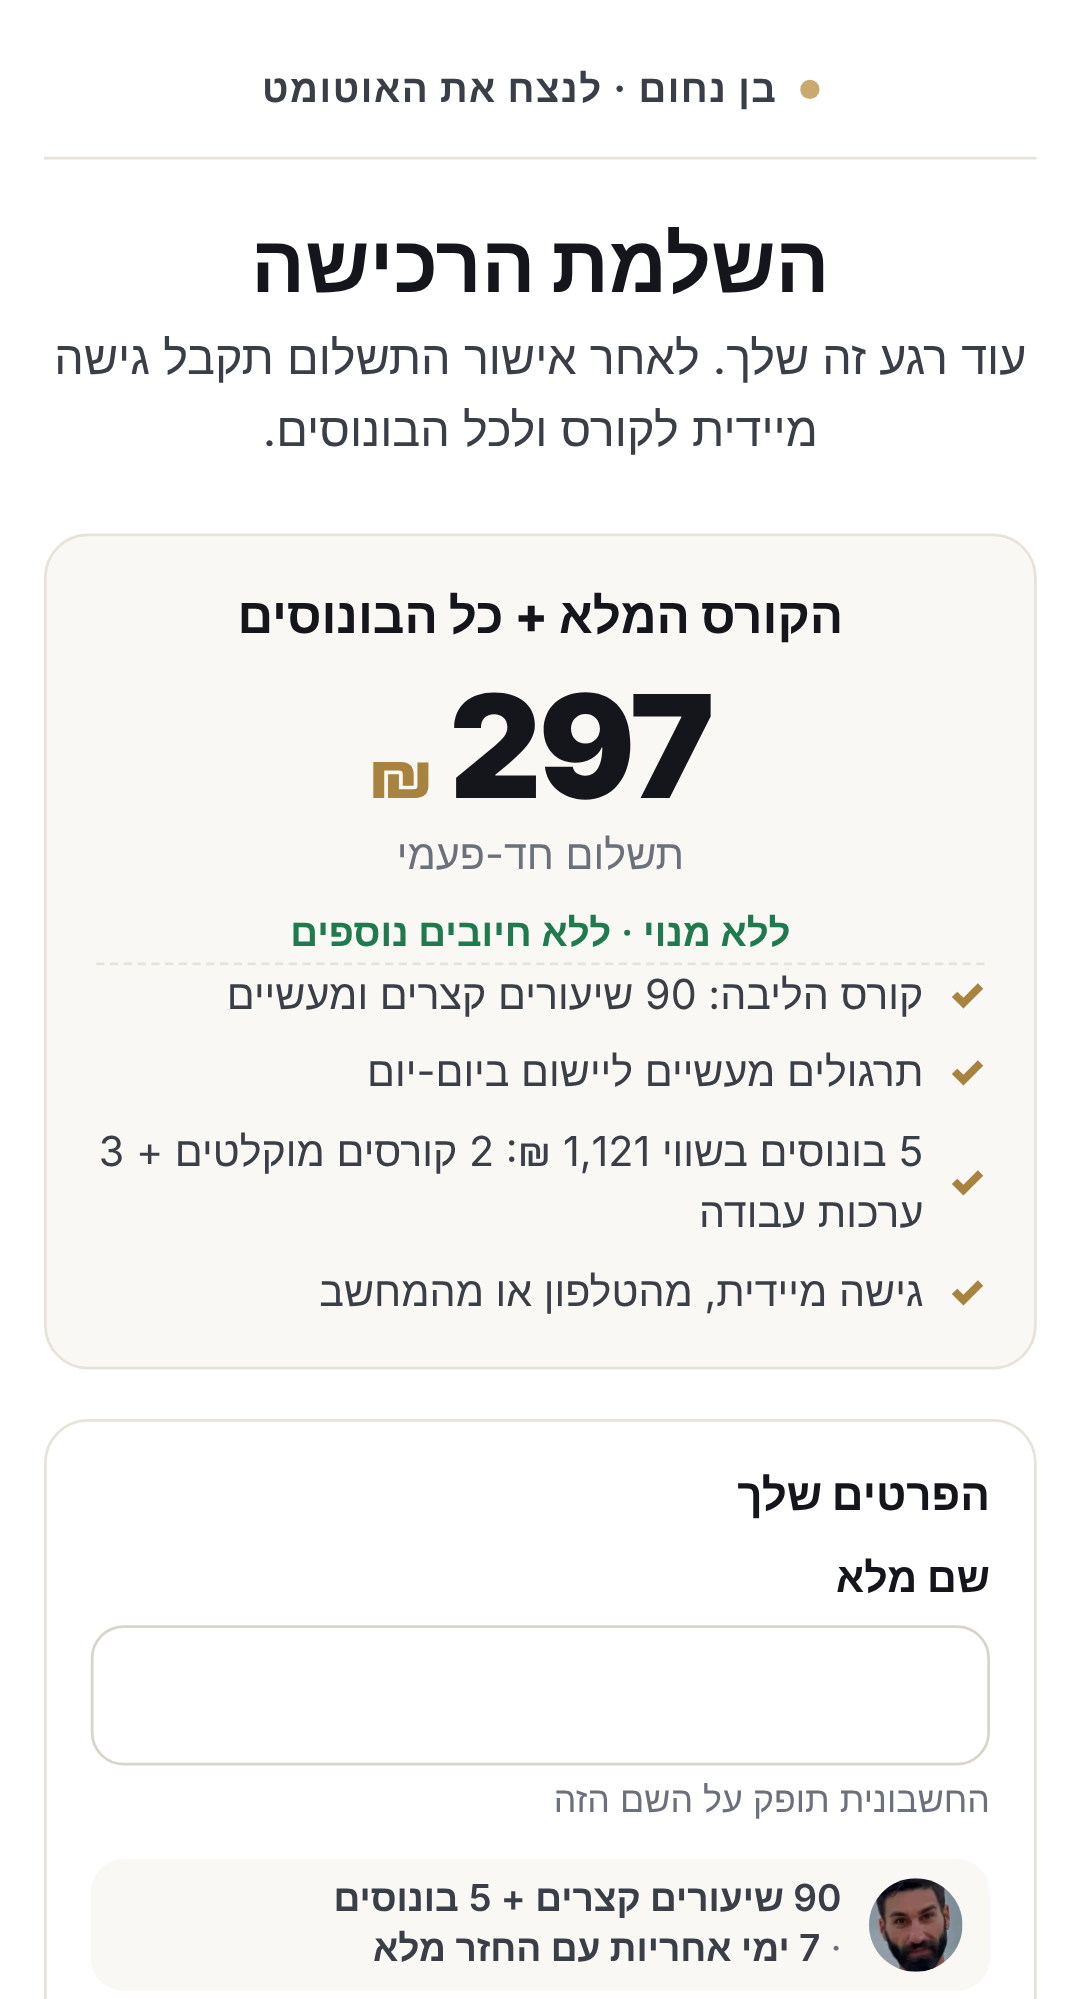 בן נחום · לנצח את האוטומט
השלמת הרכישה
עוד רגע זה שלך. לאחר אישור התשלום תקבל גישה
מיידית לקורס ולכל הבונוסים.
הקורס המלא + כל הבונוסים
297 ₪
תשלום חד-פעמי
ללא מנוי · ללא חיובים נוספים
קורס הליבה: 90 שיעורים קצרים ומעשיים
תרגולים מעשיים ליישום ביום-יום
5 בונוסים בשווי 1,121 ₪: 2 קורסים מוקלטים + 3
ערכות עבודה
גישה מיידית, מהטלפון או מהמחשב
הפרטים שלך
שם מלא
החשבונית תופק על השם הזה
90 שיעורים קצרים + 5 בונוסים
· 7 ימי אחריות עם החזר מלא